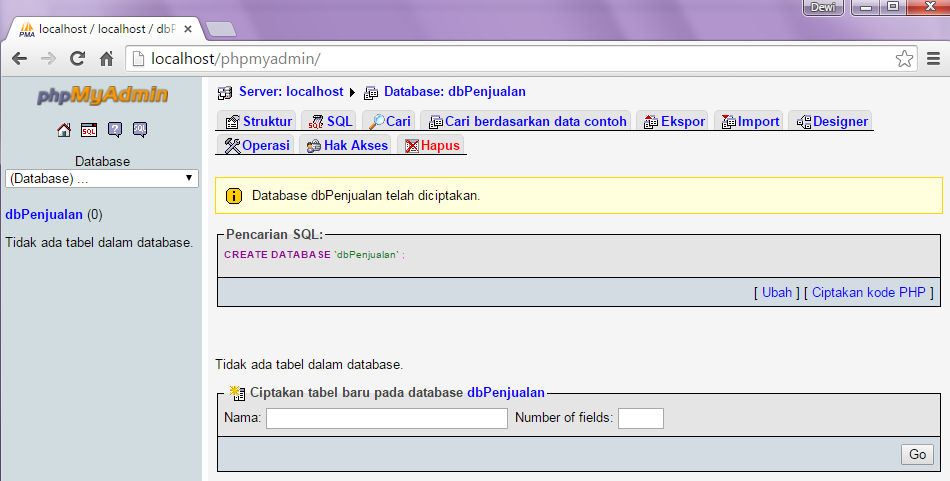 Dewi
PMA localhost / localhost / dbP
localhost/phpmyadmin/
phpMyAdmin
SQL ? SQL
Database
(Database) ...
dbPenjualan (0)
Tidak ada tabel dalam database.
Server: localhost Database: dbPenjualan
Struktur SQL Cari Cari berdasarkan data contoh Ekspor Import Designer
Operasi Hak Akses Hapus
Database dbPenjualan telah diciptakan.
Pencarian SQL:
CREATE DATABASE `dbPenjualan` ;
[ Ubah ] [ Ciptakan kode PHP ]
Tidak ada tabel dalam database.
Ciptakan tabel baru pada database dbPenjualan
Nama: Number of fields:
Go